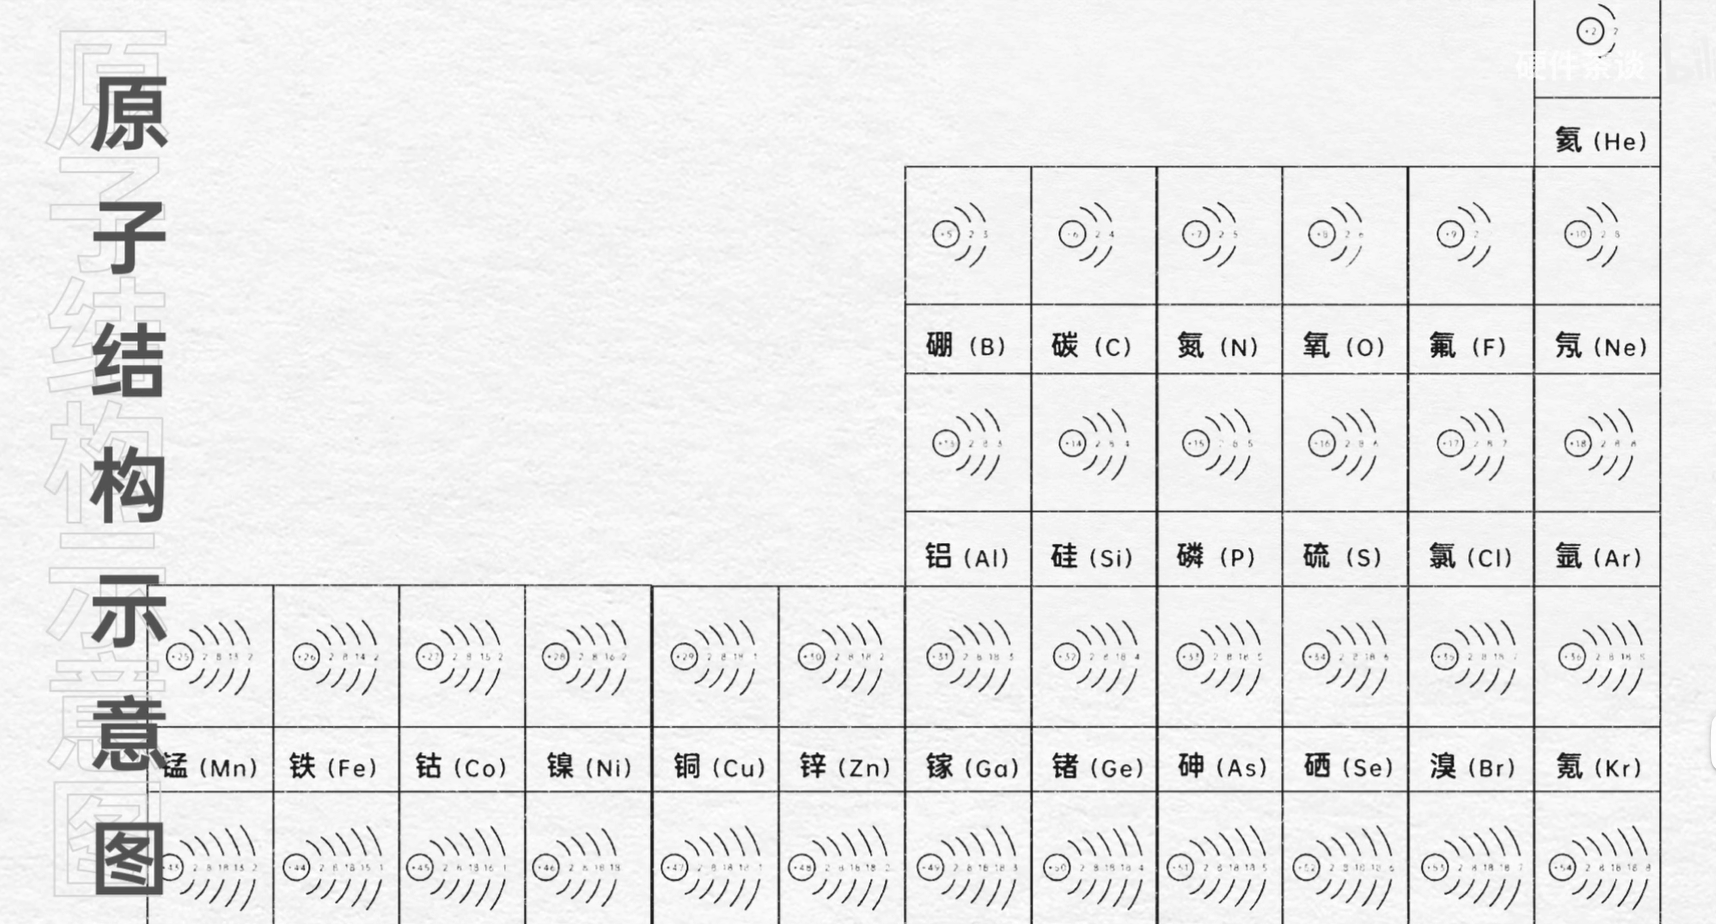 原子结构示意图
硬件杂谈
+2 2
氦 (He)
+5 2 3
+6 2 4
+7 2 5
+8 2 6
+9 2
+10 2 8
硼 (B)
碳 (C)
氮 (N)
氧 (O)
氟 (F)
氖 (Ne)
+13 2 8 3
+14 2 8 4
+15 2 8 5
+16 2 8 6
+17 2 8 7
+18 2 8 8
铝 (Al)
硅 (Si)
磷 (P)
硫 (S)
氯 (Cl)
氩 (Ar)
+25 2 8 13 2
+26 2 8 14 2
+27 2 8 15 2
+28 2 8 16 2
+29 2 8 18 1
+30 2 8 18 2
+31 2 8 18 3
+32 2 8 18 4
+33 2 8 18 5
+34 2 8 18 6
+35 2 8 18 7
+36 2 8 18
锰 (Mn)
铁 (Fe)
钴 (Co)
镍 (Ni)
铜 (Cu)
锌 (Zn)
镓 (Ga)
锗 (Ge)
砷 (As)
硒 (Se)
溴 (Br)
氪 (Kr)
+43 2 8 18 13 2
+44 2 8 18 15 1
+45 2 8 18 16 1
+46 2 8 18 18
+47 2 8 18 18 1
+48 2 8 18 18 2
+49 2 8 18 18 3
+50 2 8 18 18 4
+51 2 8 18 18 5
+52 2 8 18 18 6
+53 2 8 18 18 7
+54 2 8 18 18 8